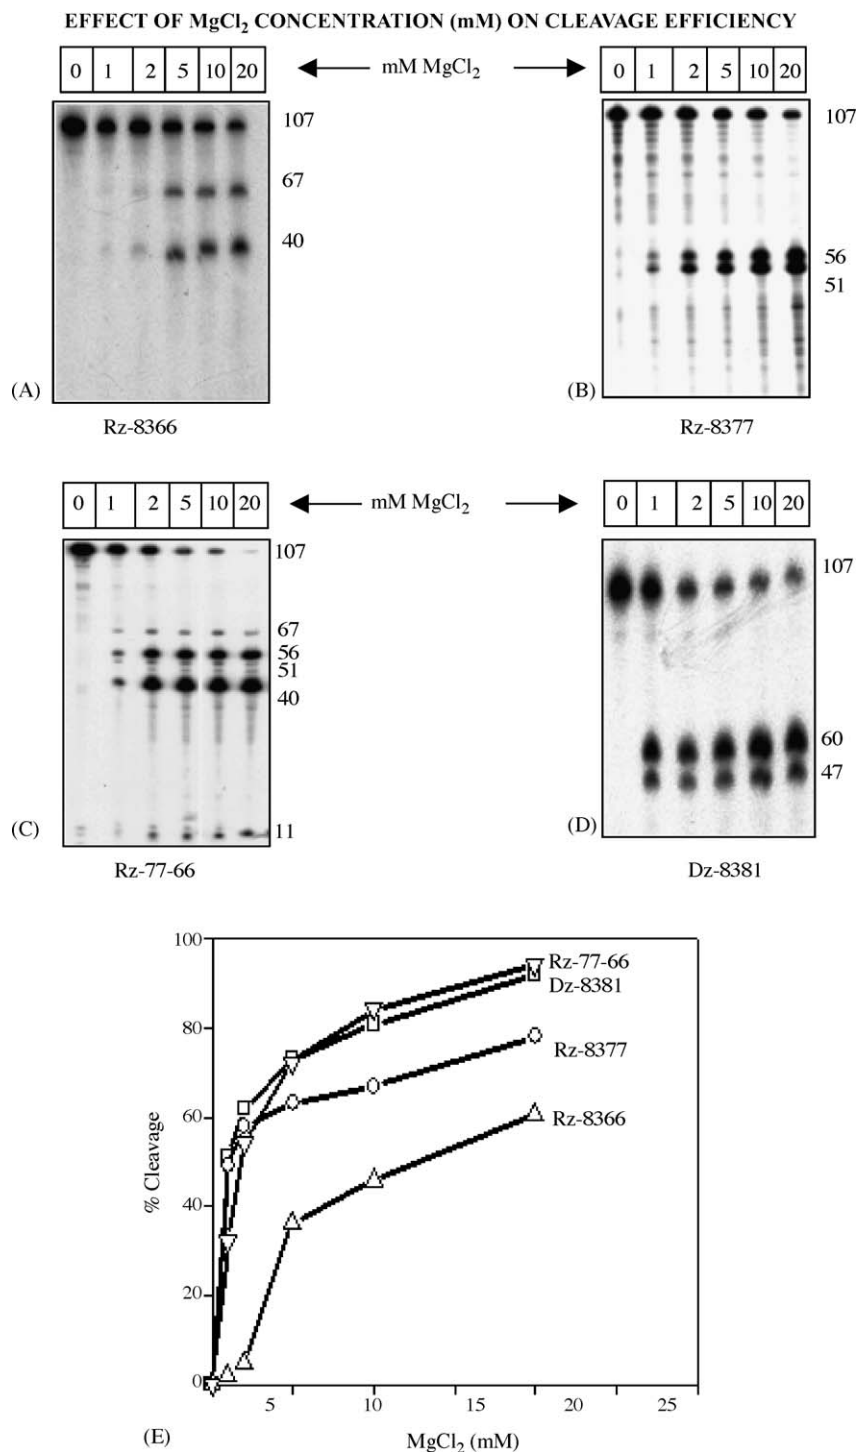 EFFECT OF MgCl₂ CONCENTRATION (mM) ON CLEAVAGE EFFICIENCY
0 1 2 5 10 20
mM MgCl₂
0 1 2 5 10 20
107
67
40
(A)
Rz-8366
107
56
51
(B)
Rz-8377
0 1 2 5 10 20
mM MgCl₂
0 1 2 5 10 20
107
67
56
51
40
11
(C)
Rz-77-66
107
60
47
(D)
Dz-8381
100
80
60
40
20
0
% Cleavage
Rz-77-66
Dz-8381
Rz-8377
Rz-8366
5 10 15 20 25
MgCl₂ (mM)
(E)